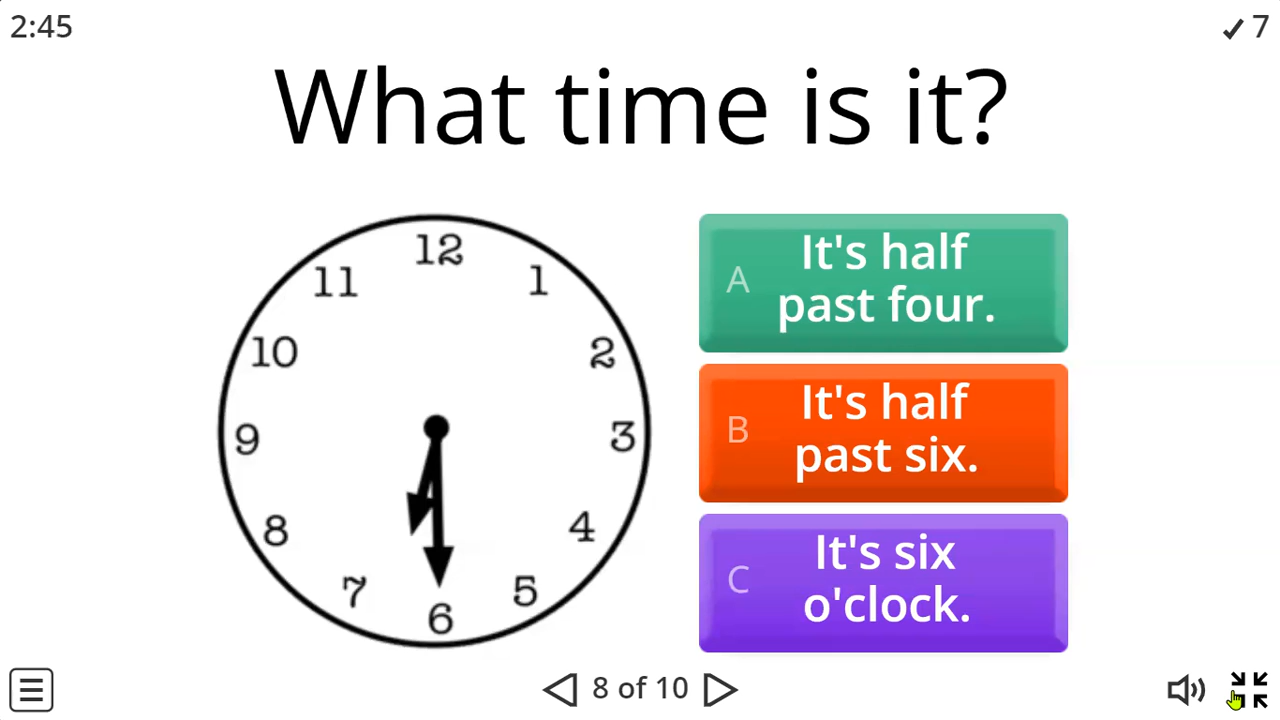 2:45
7
What time is it?
12
11
1
10
2
9
3
8
4
7
5
6
A
It's half
past four.
B
It's half
past six.
C
It's six
o'clock.
8 of 10